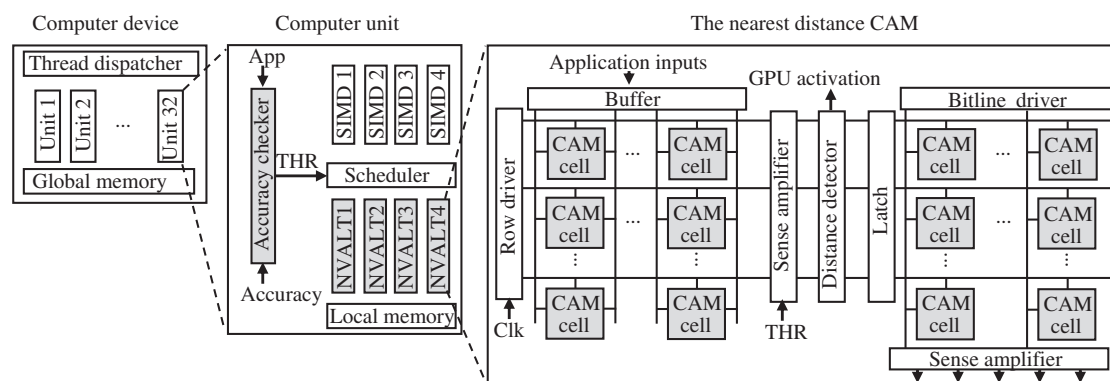 Computer device
Thread dispatcher
Unit 1
Unit 2
...
Unit 32
Global memory
Computer unit
App
Accuracy checker
THR
Accuracy
SIMD 1
SIMD 2
SIMD 3
SIMD 4
Scheduler
NVALT1
NVALT2
NVALT3
NVALT4
Local memory
The nearest distance CAM
Application inputs
Buffer
GPU activation
Bitline driver
Row driver
Clk
CAM
cell
...
CAM
cell
CAM
cell
...
CAM
cell
...
...
CAM
cell
CAM
cell
Sense amplifier
THR
Distance detector
Latch
CAM
cell
...
CAM
cell
CAM
cell
...
CAM
cell
...
...
CAM
cell
CAM
cell
Sense amplifier